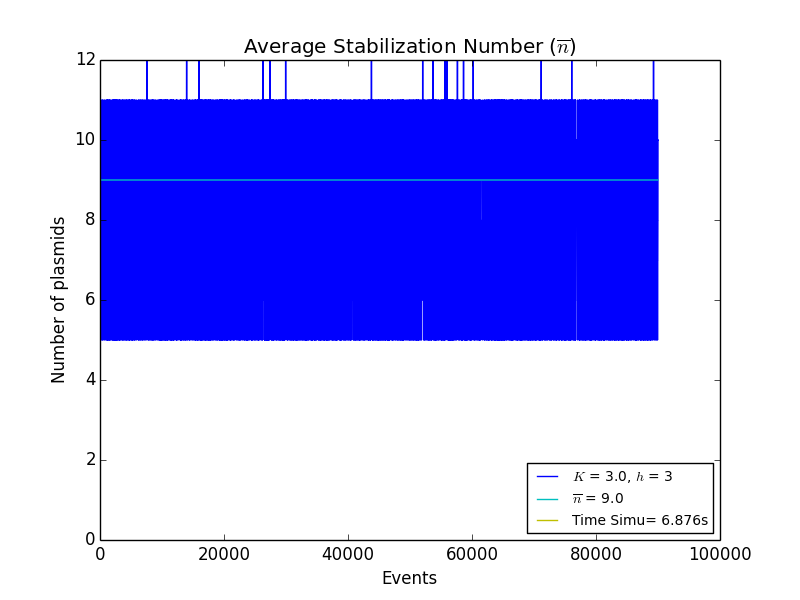 Average Stabilization Number (n̅)
12
10
8
6
4
2
0
Number of plasmids
K = 3.0, h = 3
n̅ = 9.0
Time Simu= 6.876s
0 20000 40000 60000 80000 100000
Events